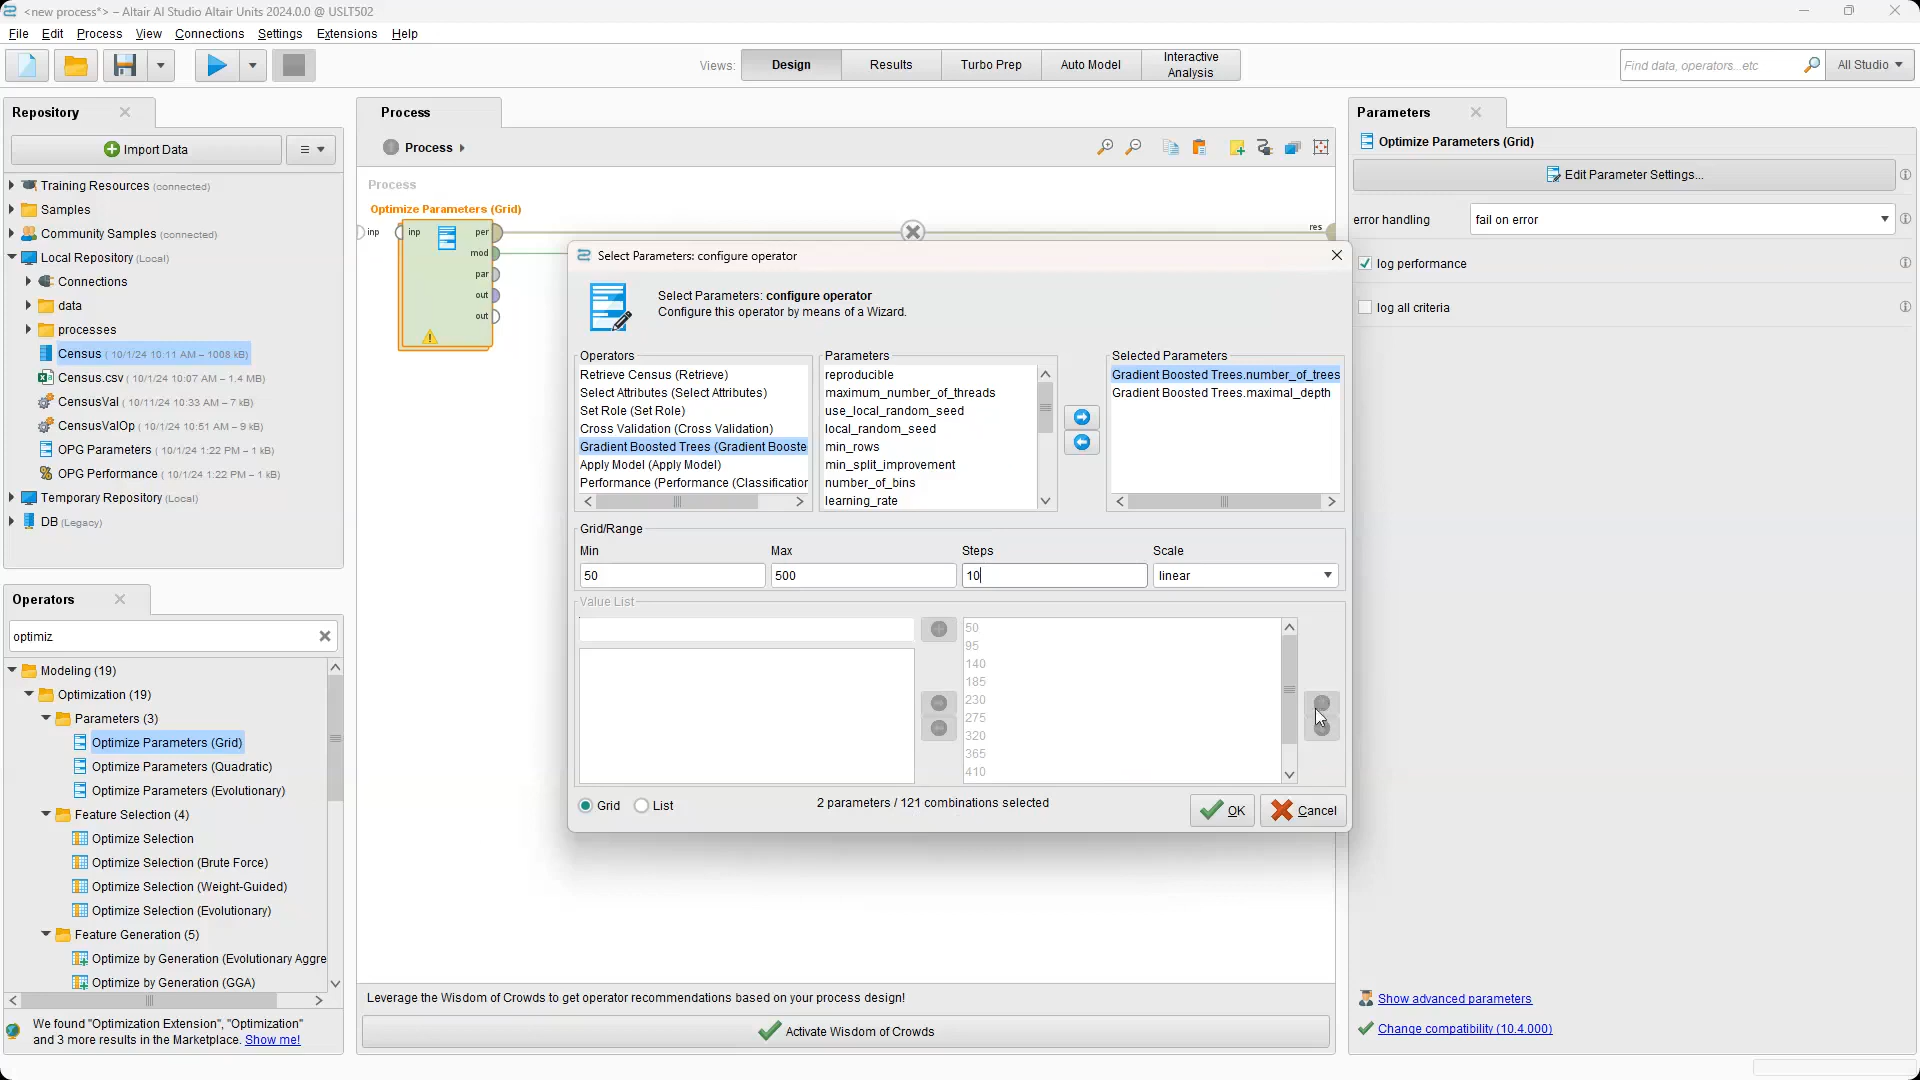 <new process*> – Altair AI Studio Altair Units 2024.0.0 @ USLT502
File Edit Process View Connections Settings Extensions Help
Views: Design Results Turbo Prep Auto Model Interactive Analysis
Find data, operators...etc All Studio
Repository
Import Data
Training Resources (connected)
Samples
Community Samples (connected)
Local Repository (Local)
Connections
data
processes
Census ( 10/1/24 10:11 AM – 1008 kB)
Census.csv ( 10/1/24 10:07 AM – 1.4 MB)
CensusVal ( 10/11/24 10:33 AM – 7 kB)
CensusValOp ( 10/1/24 10:51 AM – 9 kB)
OPG Parameters ( 10/1/24 1:22 PM – 1 kB)
OPG Performance ( 10/1/24 1:22 PM – 1 kB)
Temporary Repository (Local)
DB (Legacy)
Operators
optimiz
Modeling (19)
Optimization (19)
Parameters (3)
Optimize Parameters (Grid)
Optimize Parameters (Quadratic)
Optimize Parameters (Evolutionary)
Feature Selection (4)
Optimize Selection
Optimize Selection (Brute Force)
Optimize Selection (Weight-Guided)
Optimize Selection (Evolutionary)
Feature Generation (5)
Optimize by Generation (Evolutionary Aggre
Optimize by Generation (GGA)
We found "Optimization Extension", "Optimization"
and 3 more results in the Marketplace. Show me!
Process
Process
Process
Optimize Parameters (Grid)
inp inp per res
mod
par
out
out
Select Parameters: configure operator
Select Parameters: configure operator
Configure this operator by means of a Wizard.
Operators
Retrieve Census (Retrieve)
Select Attributes (Select Attributes)
Set Role (Set Role)
Cross Validation (Cross Validation)
Gradient Boosted Trees (Gradient Booste
Apply Model (Apply Model)
Performance (Performance (Classification
Parameters
reproducible
maximum_number_of_threads
use_local_random_seed
local_random_seed
min_rows
min_split_improvement
number_of_bins
learning_rate
Selected Parameters
Gradient Boosted Trees.number_of_trees
Gradient Boosted Trees.maximal_depth
Grid/Range
Min Max Steps Scale
50 500 10 linear
Value List
50
95
140
185
230
275
320
365
410
Grid List 2 parameters / 121 combinations selected OK Cancel
Leverage the Wisdom of Crowds to get operator recommendations based on your process design!
Activate Wisdom of Crowds
Parameters
Optimize Parameters (Grid)
Edit Parameter Settings...
error handling fail on error
log performance
log all criteria
Show advanced parameters
Change compatibility (10.4.000)